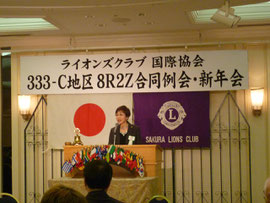 ライオンズクラブ 国際協会
333-C地区 8R2Z合同例会・新年会
L
SAKURA LIONS CLUB